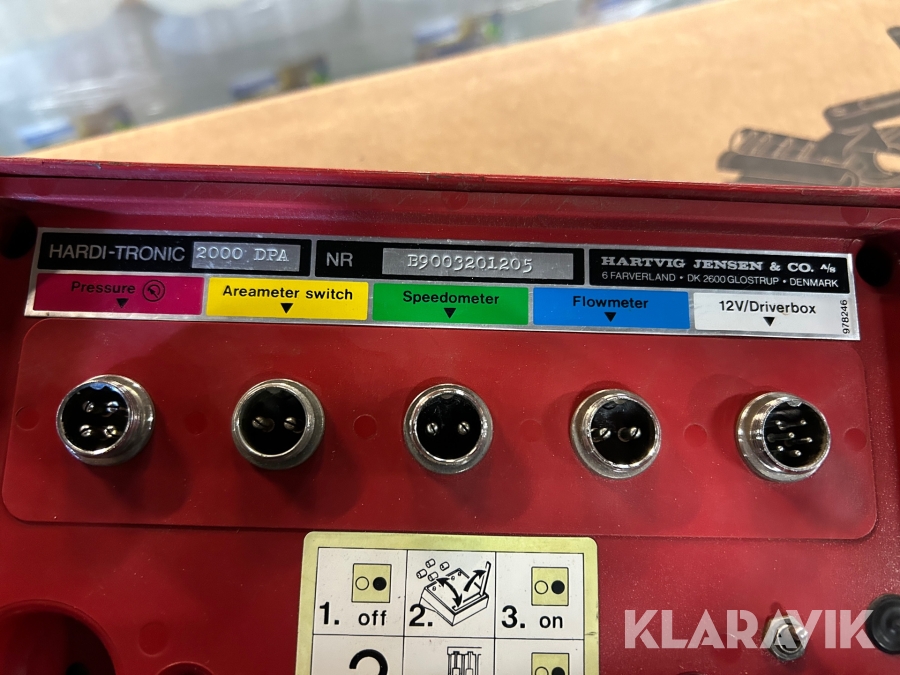 HARDI-TRONIC 2000 DPA
NR B9003201205
HARTVIG JENSEN & CO. A/S
6 FARVERLAND • DK 2600 GLOSTRUP • DENMARK
Pressure
Areameter switch
Speedometer
Flowmeter
12V/Driverbox
978246
1. off
2.
3. on
KLARAVIK